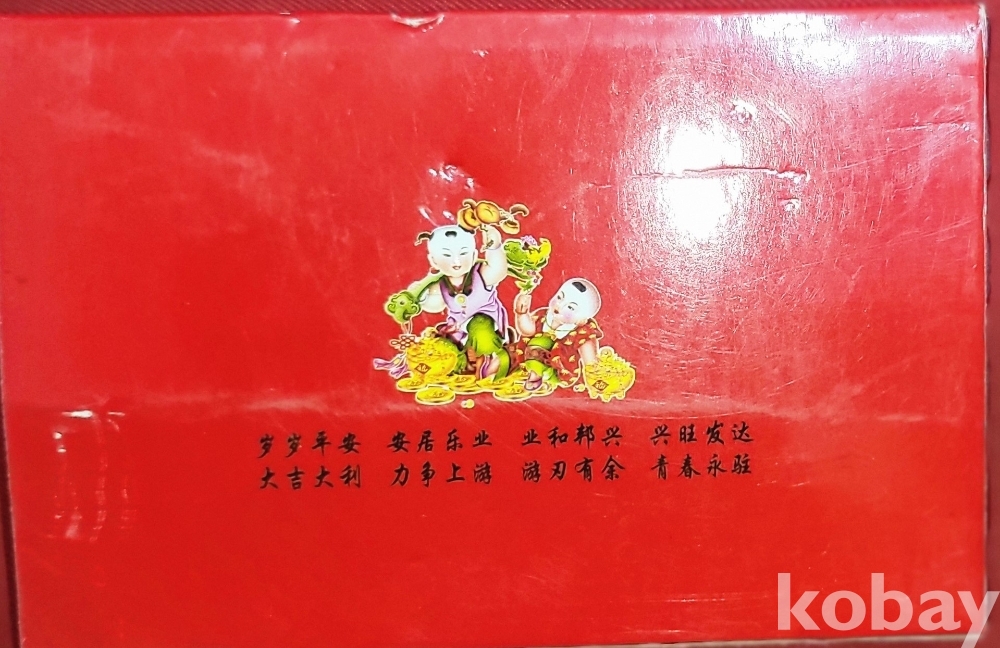 岁岁平安 安居乐业 业和邦兴 兴旺发达
大吉大利 力争上游 游刃有余 青春永驻
kobay